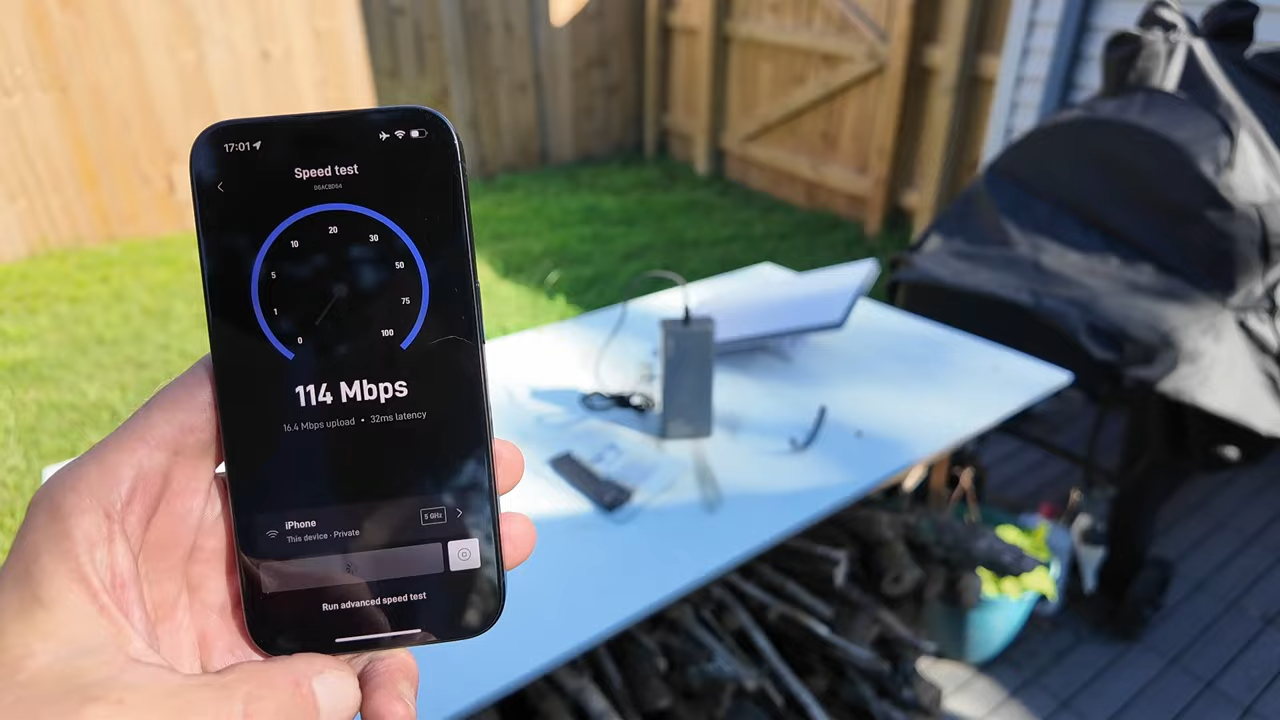 17:01
Speed test
D6ACBD64
20
10
30
50
5
75
1
100
0
114 Mbps
16.4 Mbps upload • 32ms latency
iPhone
5 GHz
This device · Private
Run advanced speed test